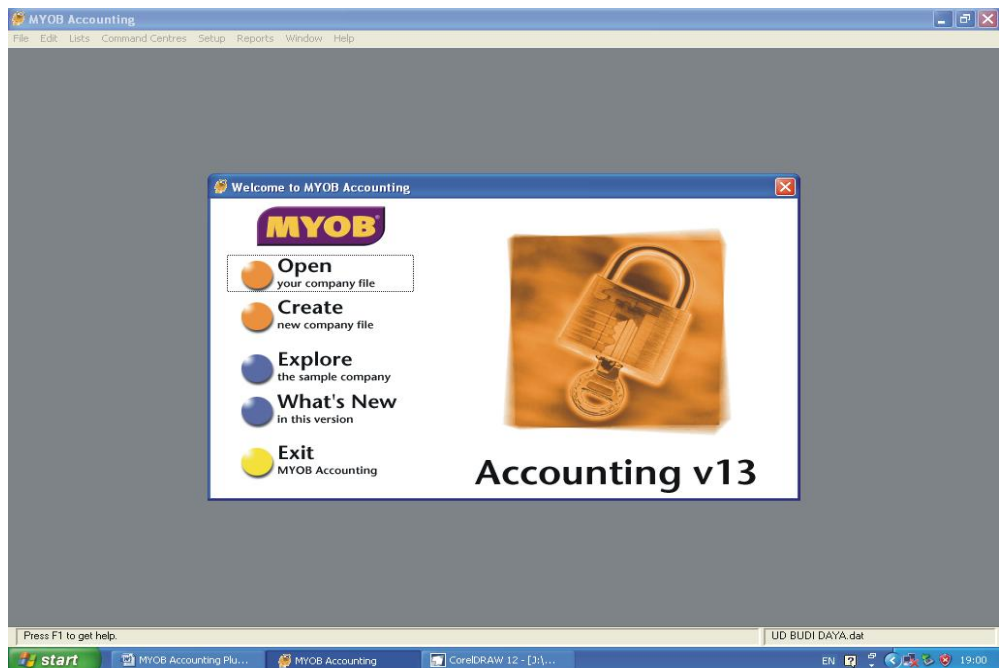 MYOB Accounting
File Edit Lists Command Centres Setup Reports Window Help
Welcome to MYOB Accounting
MYOB
Open
your company file
Create
new company file
Explore
the sample company
What's New
in this version
Exit
MYOB Accounting
Accounting v13
Press F1 to get help.
UD BUDI DAYA.dat
start
MYOB Accounting Plu...
MYOB Accounting
CorelDRAW 12 - [J:\...
EN
19:00